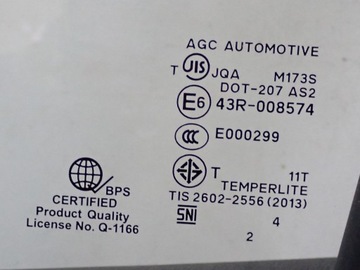 AGC AUTOMOTIVE
T JIS JQA M173S
DOT-207 AS2
E6 43R-008574
CCC E000299
T 11T
TEMPERLITE
TIS 2602-2556 (2013)
SNI 4
2
BPS
CERTIFIED
Product Quality
License No. Q-1166